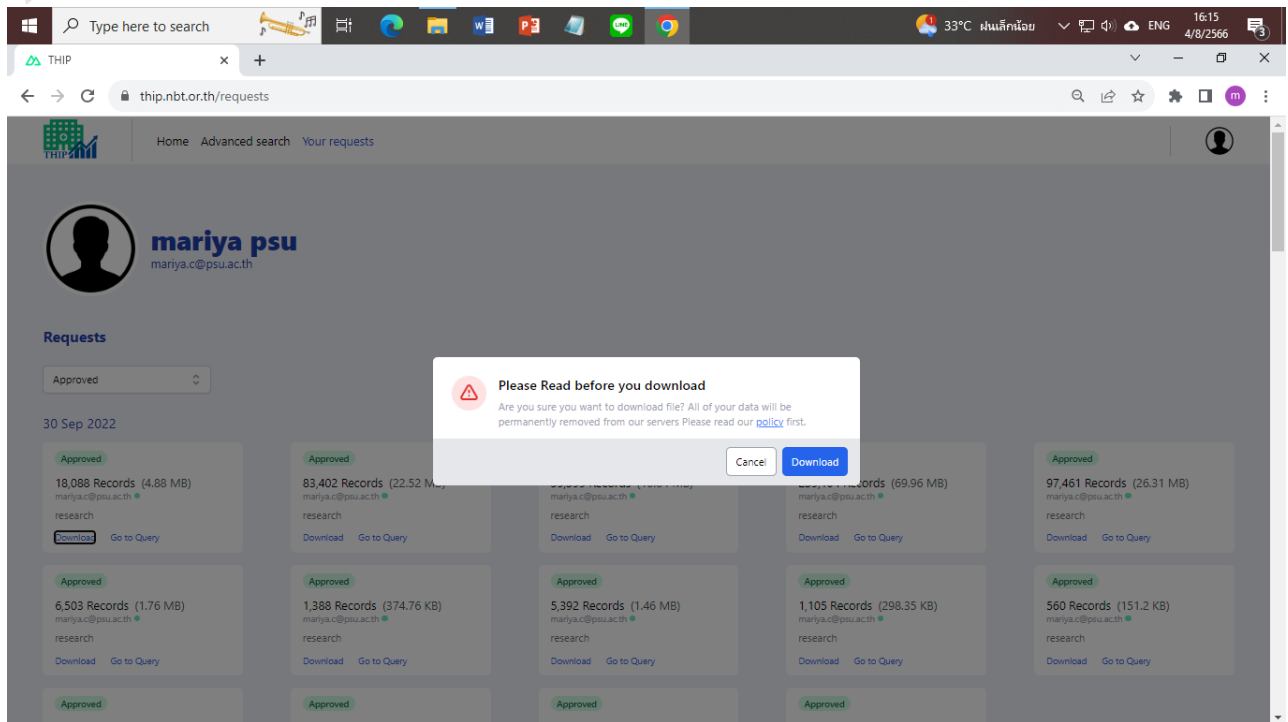 Type here to search
33°C ฝนเล็กน้อย
ENG
16:15
4/8/2566
3
THIP
thip.nbt.or.th/requests
m
THIP
Home Advanced search Your requests
mariya psu
mariya.c@psu.ac.th
Requests
Approved
Please Read before you download
Are you sure you want to download file? All of your data will be
permanently removed from our servers Please read our policy first.
Cancel Download
30 Sep 2022
Approved
18,088 Records (4.88 MB)
mariya.c@psu.ac.th
research
Download Go to Query
Approved
83,402 Records (22.52 M
mariya.c@psu.ac.th
research
Download Go to Query
mariya.c@psu.ac.th
research
Download Go to Query
Records (69.96 MB)
mariya.c@psu.ac.th
research
Download Go to Query
Approved
97,461 Records (26.31 MB)
mariya.c@psu.ac.th
research
Download Go to Query
Approved
6,503 Records (1.76 MB)
mariya.c@psu.ac.th
research
Download Go to Query
Approved
1,388 Records (374.76 KB)
mariya.c@psu.ac.th
research
Download Go to Query
Approved
5,392 Records (1.46 MB)
mariya.c@psu.ac.th
research
Download Go to Query
Approved
1,105 Records (298.35 KB)
mariya.c@psu.ac.th
research
Download Go to Query
Approved
560 Records (151.2 KB)
mariya.c@psu.ac.th
research
Download Go to Query
Approved
Approved
Approved
Approved